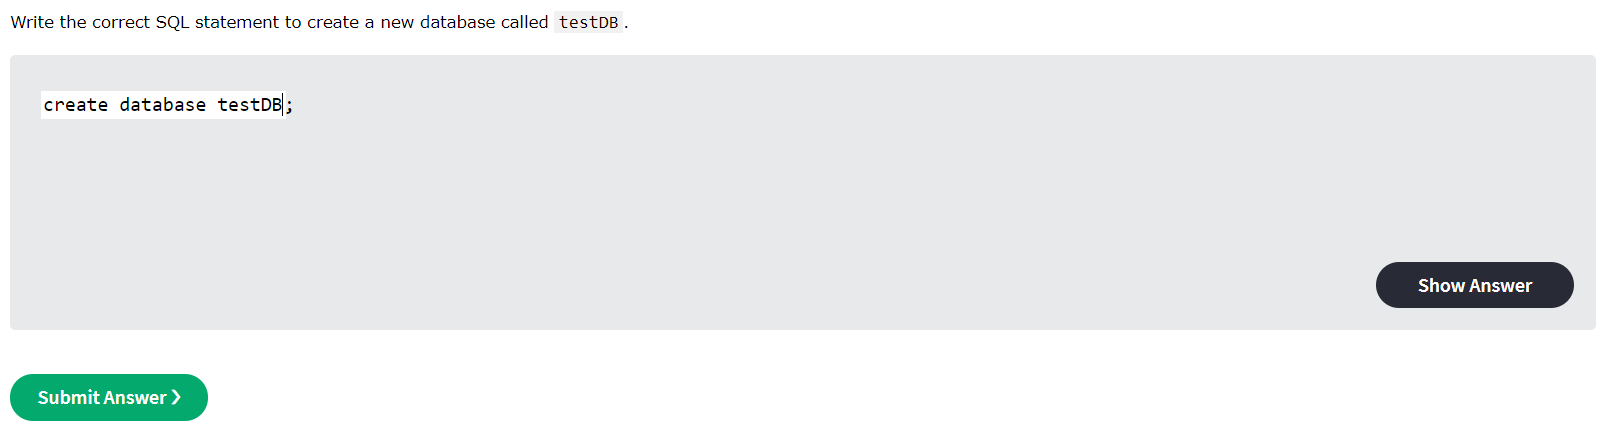 Write the correct SQL statement to create a new database called testDB.
create database testDB;
Show Answer
Submit Answer ❯